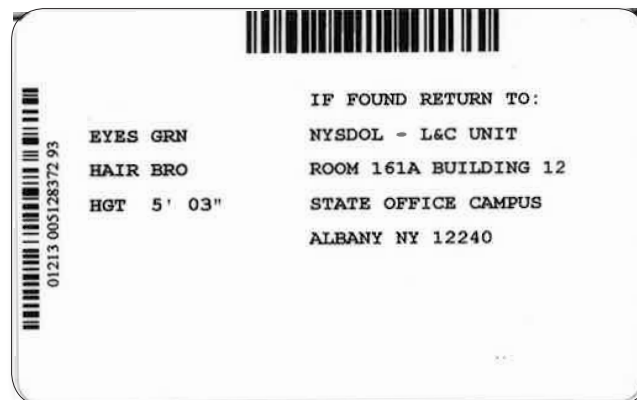 IF FOUND RETURN TO:
EYES GRN
NYSDOL - L&C UNIT
HAIR BRO
ROOM 161A BUILDING 12
HGT 5' 03"
STATE OFFICE CAMPUS
ALBANY NY 12240
01213 005128372 93